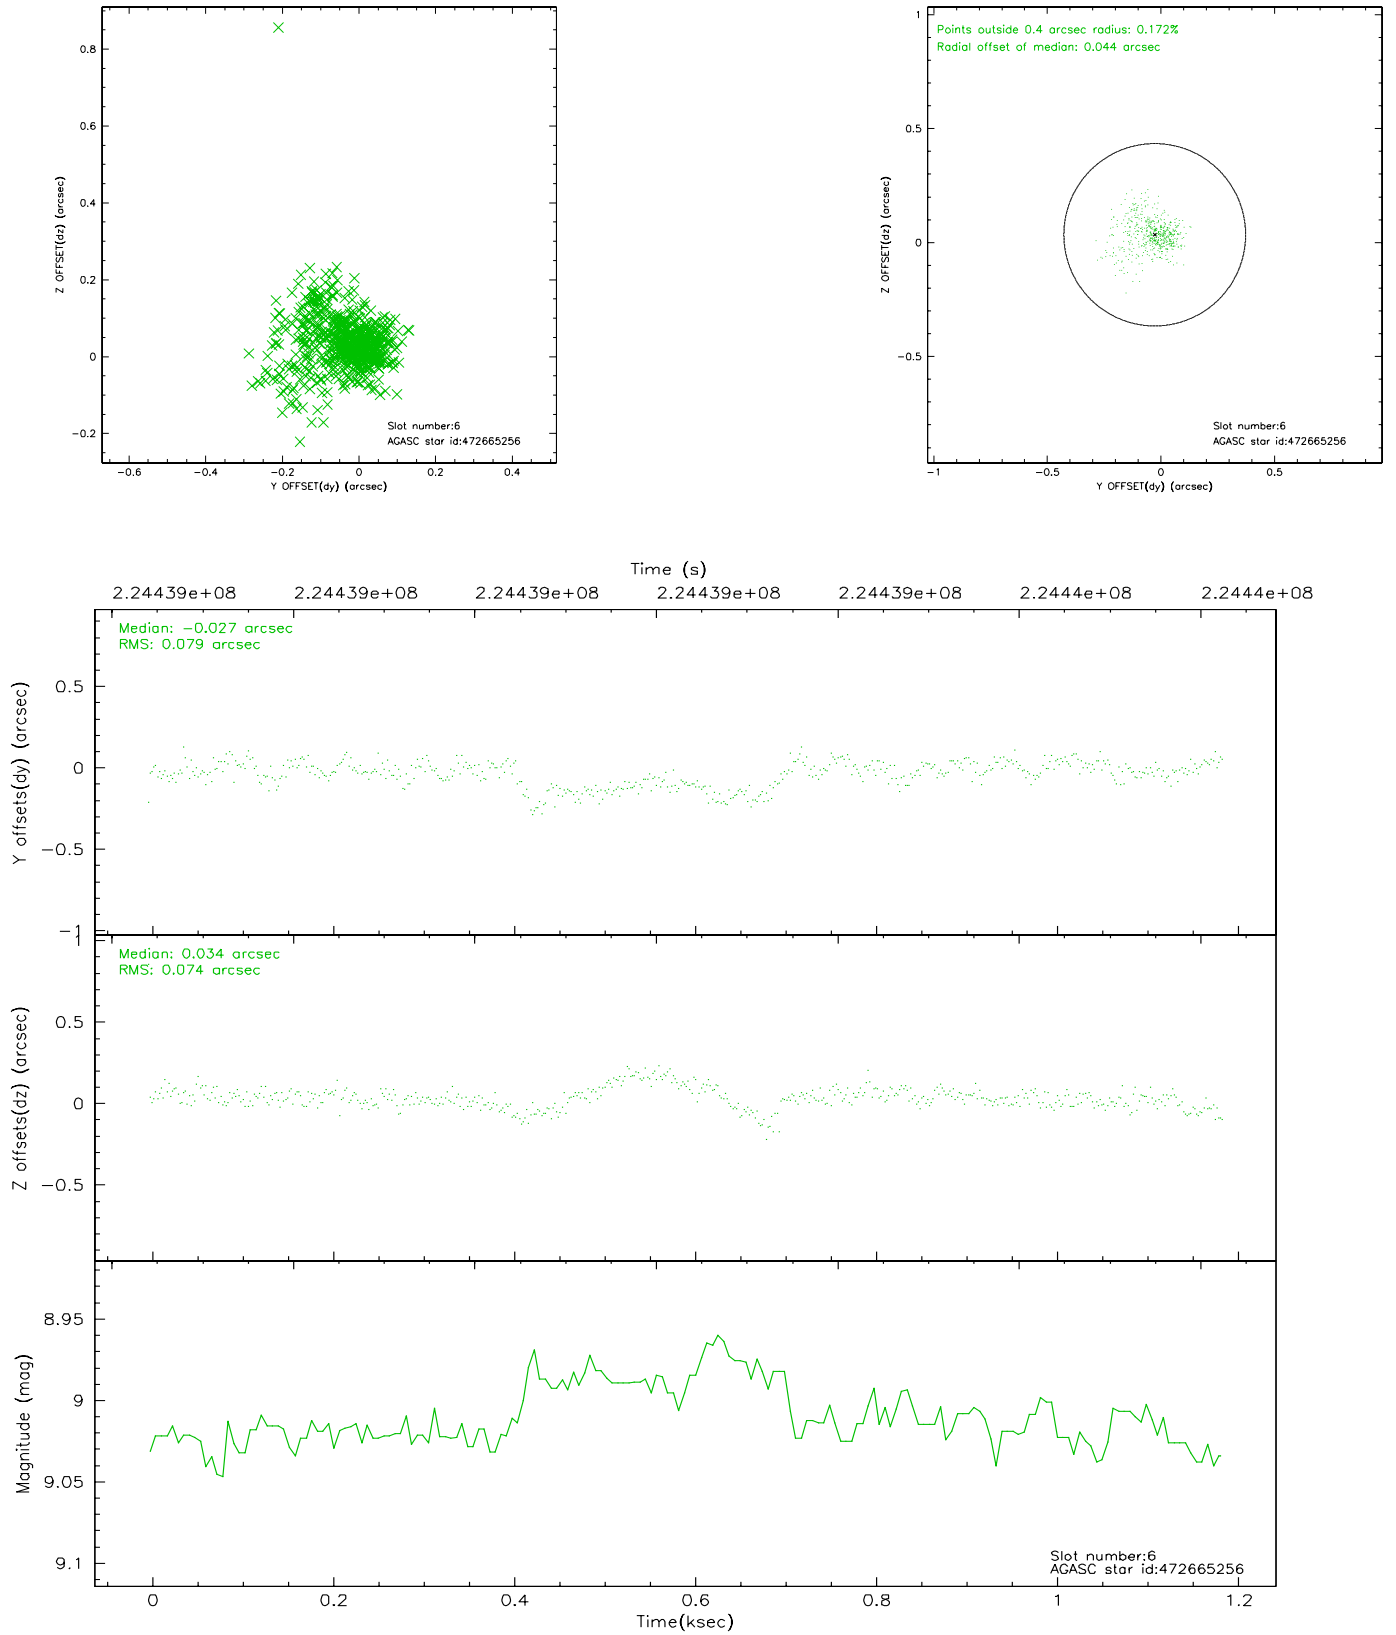 0.8
0.6
0.4
0.2
0
−0.2
−0.6
−0.4
−0.2
0
0.2
0.4
Z OFFSET(dz) (arcsec)
Y OFFSET(dy) (arcsec)
Slot number:6
AGASC star id:472665256
Points outside 0.4 arcsec radius: 0.172%
Radial offset of median: 0.044 arcsec
1
0.5
0
−0.5
−1
−0.5
0
0.5
Z OFFSET(dz) (arcsec)
Y OFFSET(dy) (arcsec)
Slot number:6
AGASC star id:472665256
Time (s)
2.24439e+08
2.24439e+08
2.24439e+08
2.24439e+08
2.24439e+08
2.2444e+08
2.2444e+08
Median: −0.027 arcsec
RMS: 0.079 arcsec
0.5
0
−0.5
−1
Y offsets(dy) (arcsec)
Median: 0.034 arcsec
RMS: 0.074 arcsec
1
0.5
0
−0.5
Z offsets(dz) (arcsec)
8.95
9
9.05
9.1
Magnitude (mag)
Slot number:6
AGASC star id:472665256
0
0.2
0.4
0.6
0.8
1
1.2
Time(ksec)